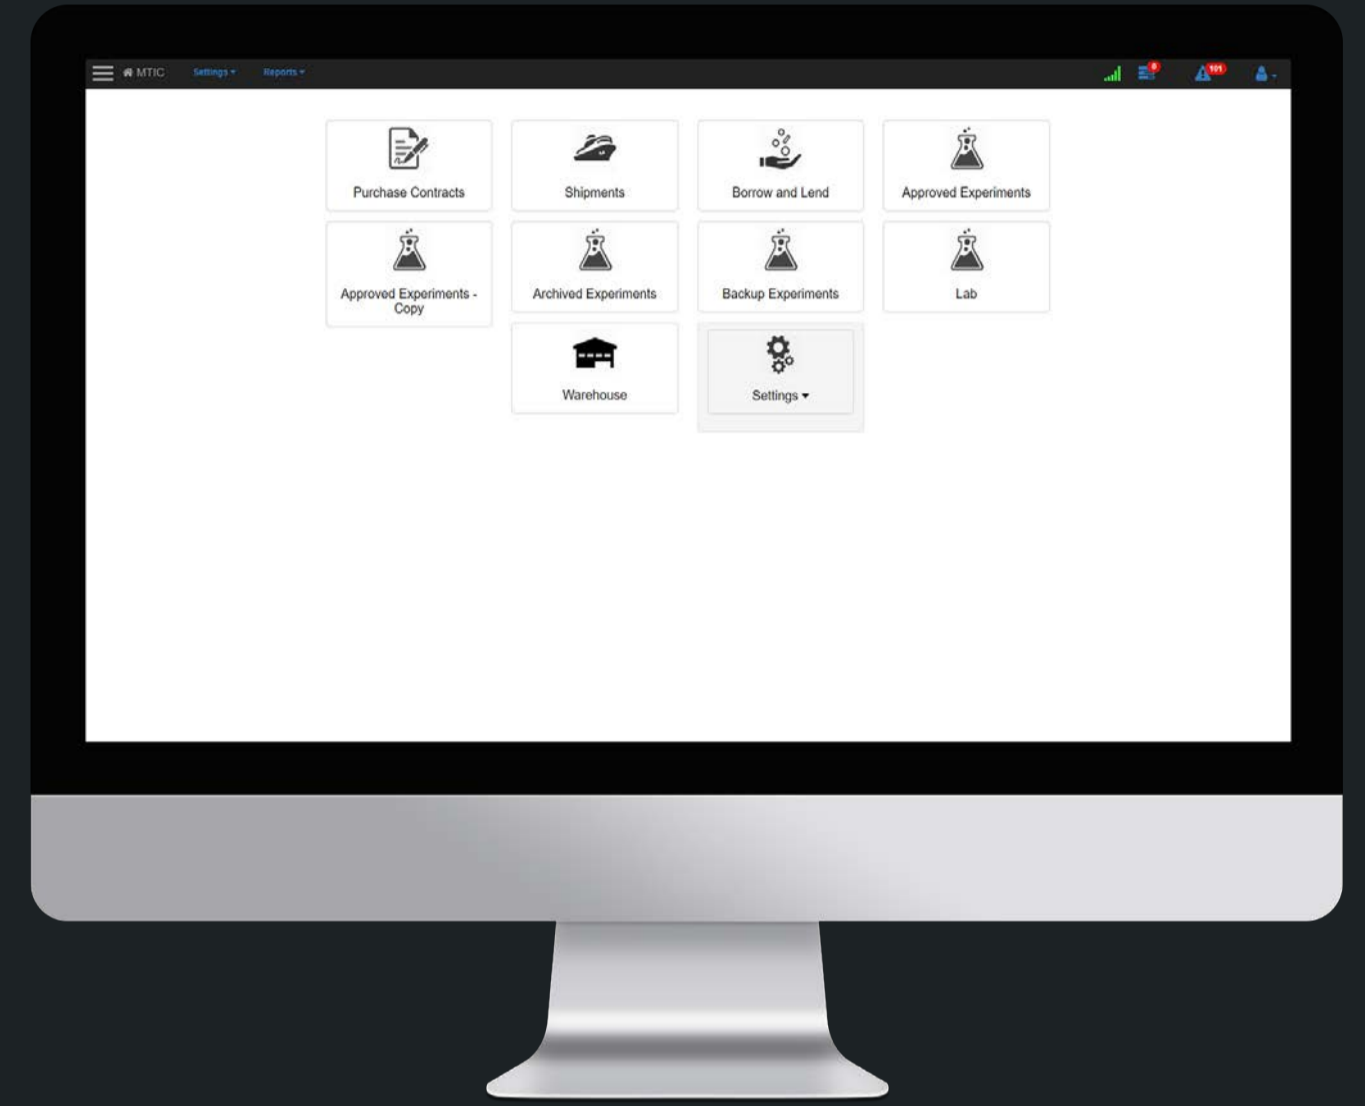 MTIC Settings Reports 0 101
Purchase Contracts Shipments Borrow and Lend Approved Experiments
Approved Experiments - Archived Experiments Backup Experiments Lab
Copy
Warehouse Settings